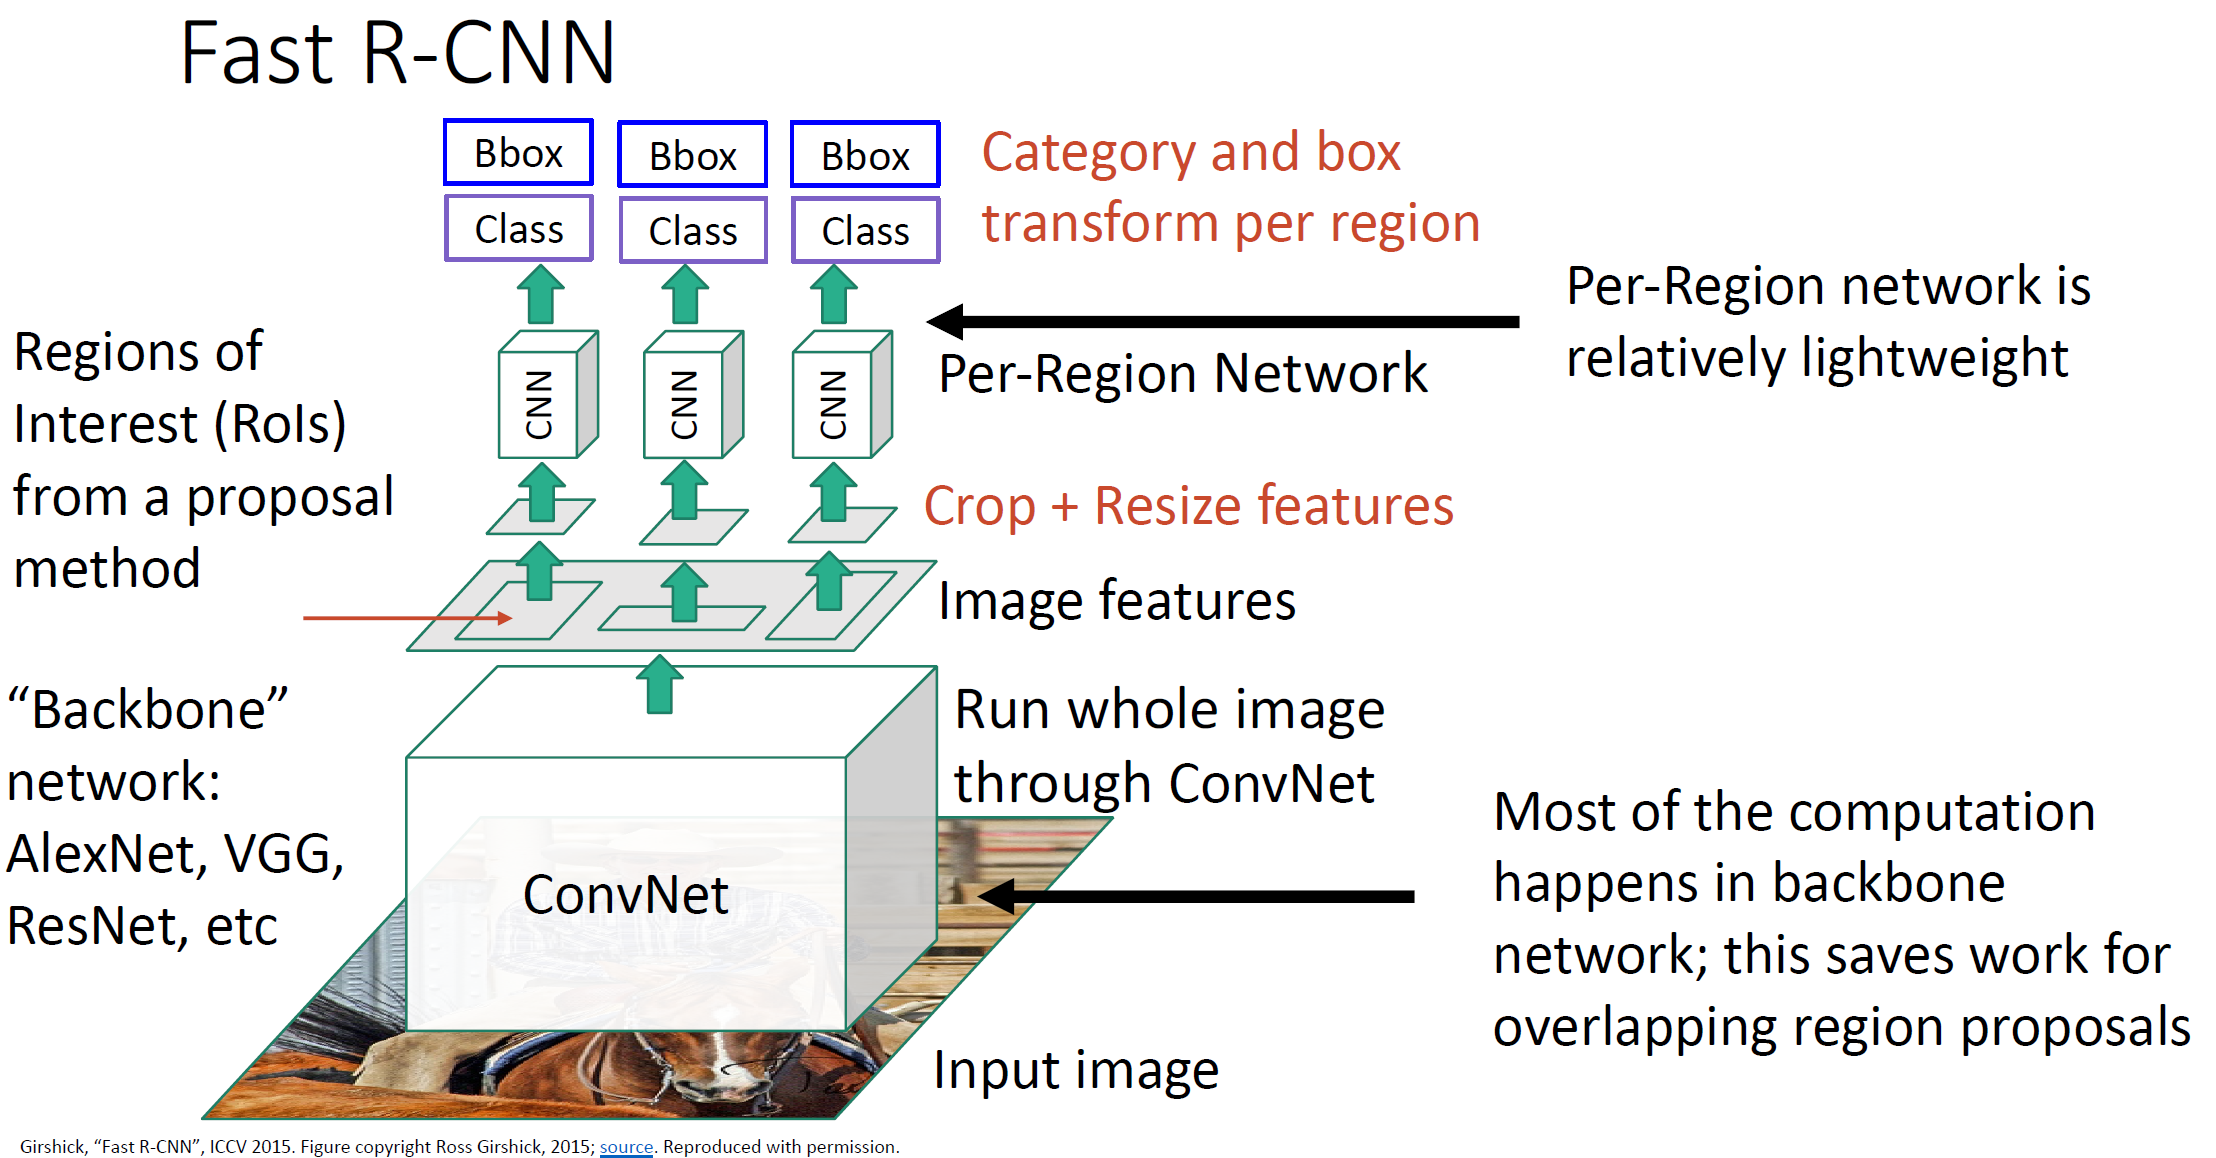 Fast R-CNN
Bbox
Bbox
Bbox
Class
Class
Class
Category and box
transform per region
Per-Region network is
relatively lightweight
Regions of
Interest (RoIs)
from a proposal
method
CNN
CNN
CNN
Per-Region Network
Crop + Resize features
Image features
"Backbone"
network:
AlexNet, VGG,
ResNet, etc
Run whole image
through ConvNet
ConvNet
Most of the computation
happens in backbone
network; this saves work for
overlapping region proposals
Input image
Girshick, "Fast R-CNN", ICCV 2015. Figure copyright Ross Girshick, 2015; source. Reproduced with permission.